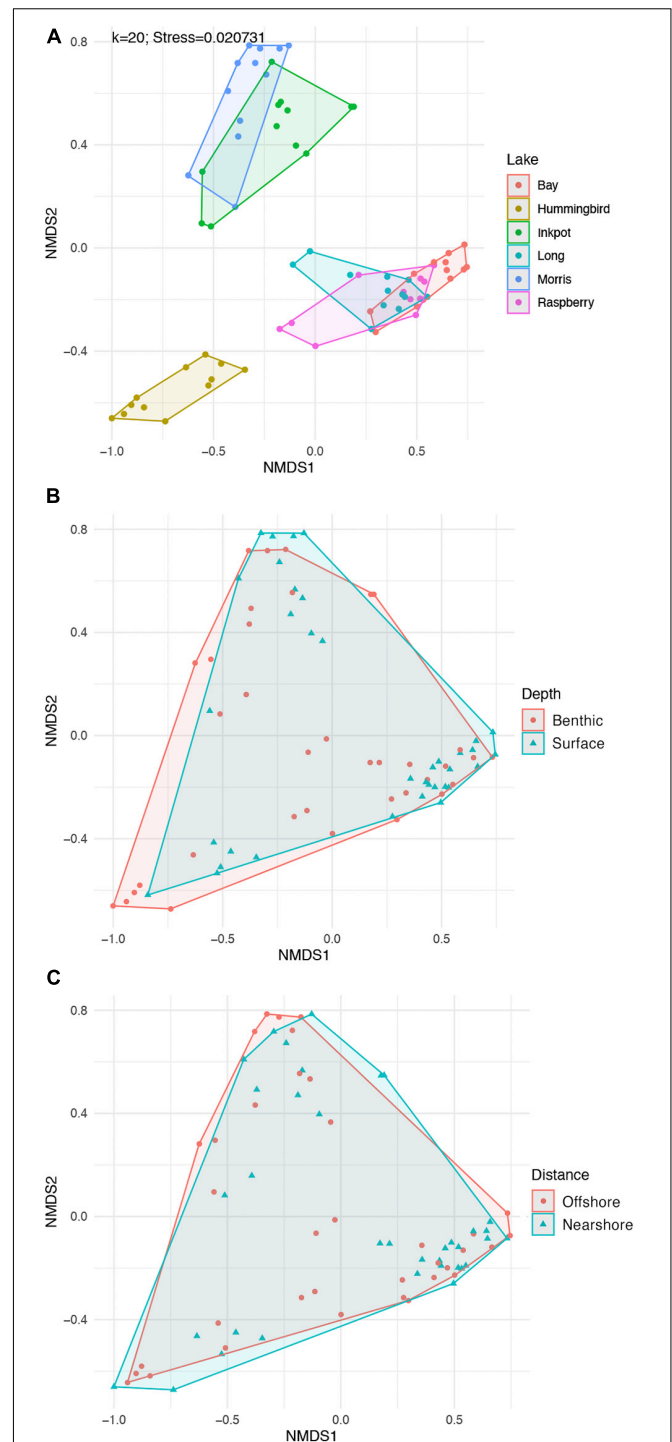 A
k=20; Stress=0.020731
0.8
0.4
0.0
−0.4
NMDS2
−1.0 −0.5 0.0 0.5
NMDS1
Lake
Bay
Hummingbird
Inkpot
Long
Morris
Raspberry
B
0.8
0.4
0.0
−0.4
NMDS2
−1.0 −0.5 0.0 0.5
NMDS1
Depth
Benthic
Surface
C
0.8
0.4
0.0
−0.4
NMDS2
−1.0 −0.5 0.0 0.5
NMDS1
Distance
Offshore
Nearshore